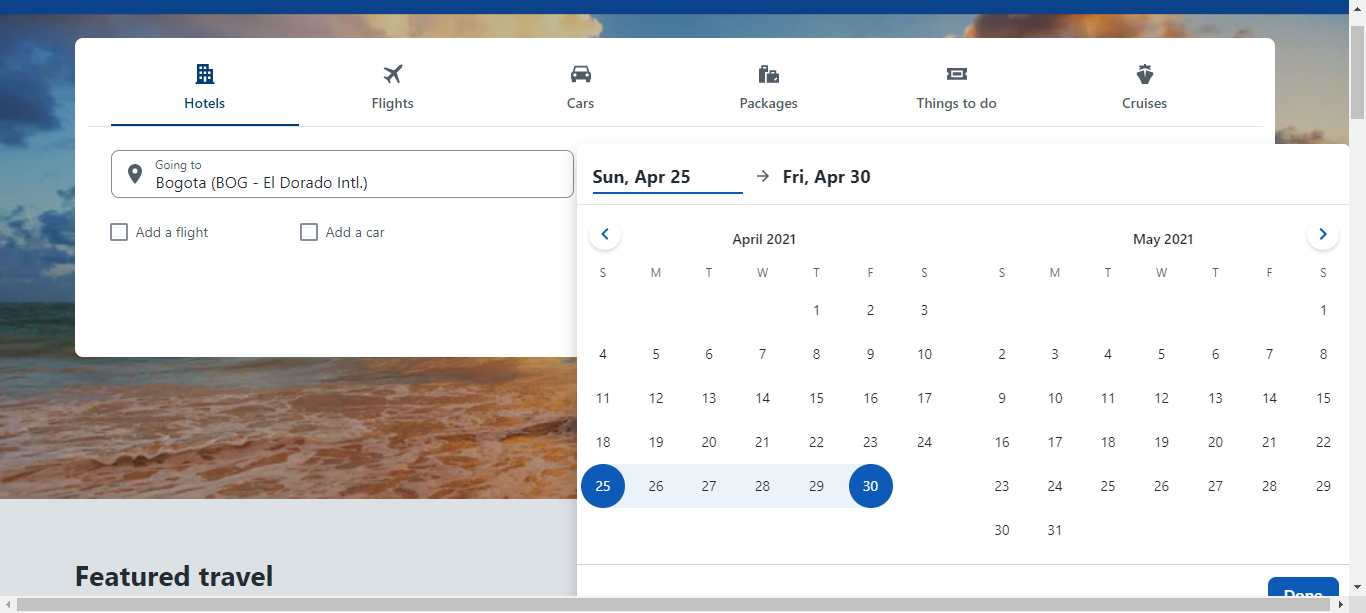 Hotels
Flights
Cars
Packages
Things to do
Cruises
Going to
Bogota (BOG - El Dorado Intl.)
Add a flight
Add a car
Sun, Apr 25
Fri, Apr 30
April 2021
S M T W T F S
1 2 3
4 5 6 7 8 9 10
11 12 13 14 15 16 17
18 19 20 21 22 23 24
25 26 27 28 29 30
May 2021
S M T W T F S
1
2 3 4 5 6 7 8
9 10 11 12 13 14 15
16 17 18 19 20 21 22
23 24 25 26 27 28 29
30 31
Done
Featured travel